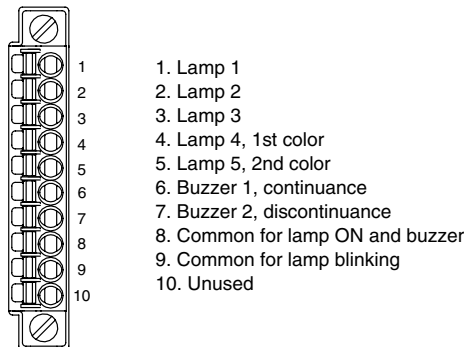 1
2
3
4
5
6
7
8
9
10
1. Lamp 1
2. Lamp 2
3. Lamp 3
4. Lamp 4, 1st color
5. Lamp 5, 2nd color
6. Buzzer 1, continuance
7. Buzzer 2, discontinuance
8. Common for lamp ON and buzzer
9. Common for lamp blinking
10. Unused